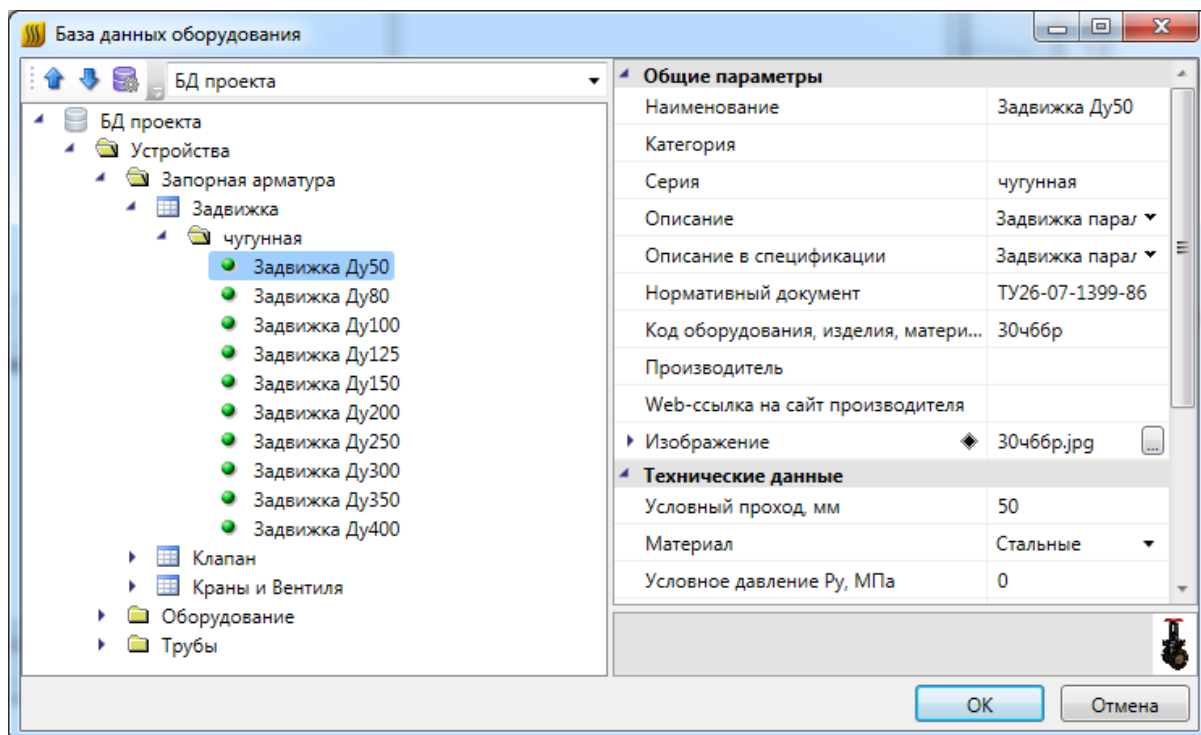 База данных оборудования
БД проекта
БД проекта
Устройства
Запорная арматура
Задвижка
чугунная
Задвижка Ду50
Задвижка Ду80
Задвижка Ду100
Задвижка Ду125
Задвижка Ду150
Задвижка Ду200
Задвижка Ду250
Задвижка Ду300
Задвижка Ду350
Задвижка Ду400
Клапан
Краны и Вентиля
Оборудование
Трубы
Общие параметры
Наименование Задвижка Ду50
Категория
Серия чугунная
Описание Задвижка парал
Описание в спецификации Задвижка парал
Нормативный документ ТУ26-07-1399-86
Код оборудования, изделия, матери... 30ч6бр
Производитель
Web-ссылка на сайт производителя
Изображение 30ч6бр.jpg ...
Технические данные
Условный проход, мм 50
Материал Стальные
Условное давление Ру, МПа 0
OK Отмена